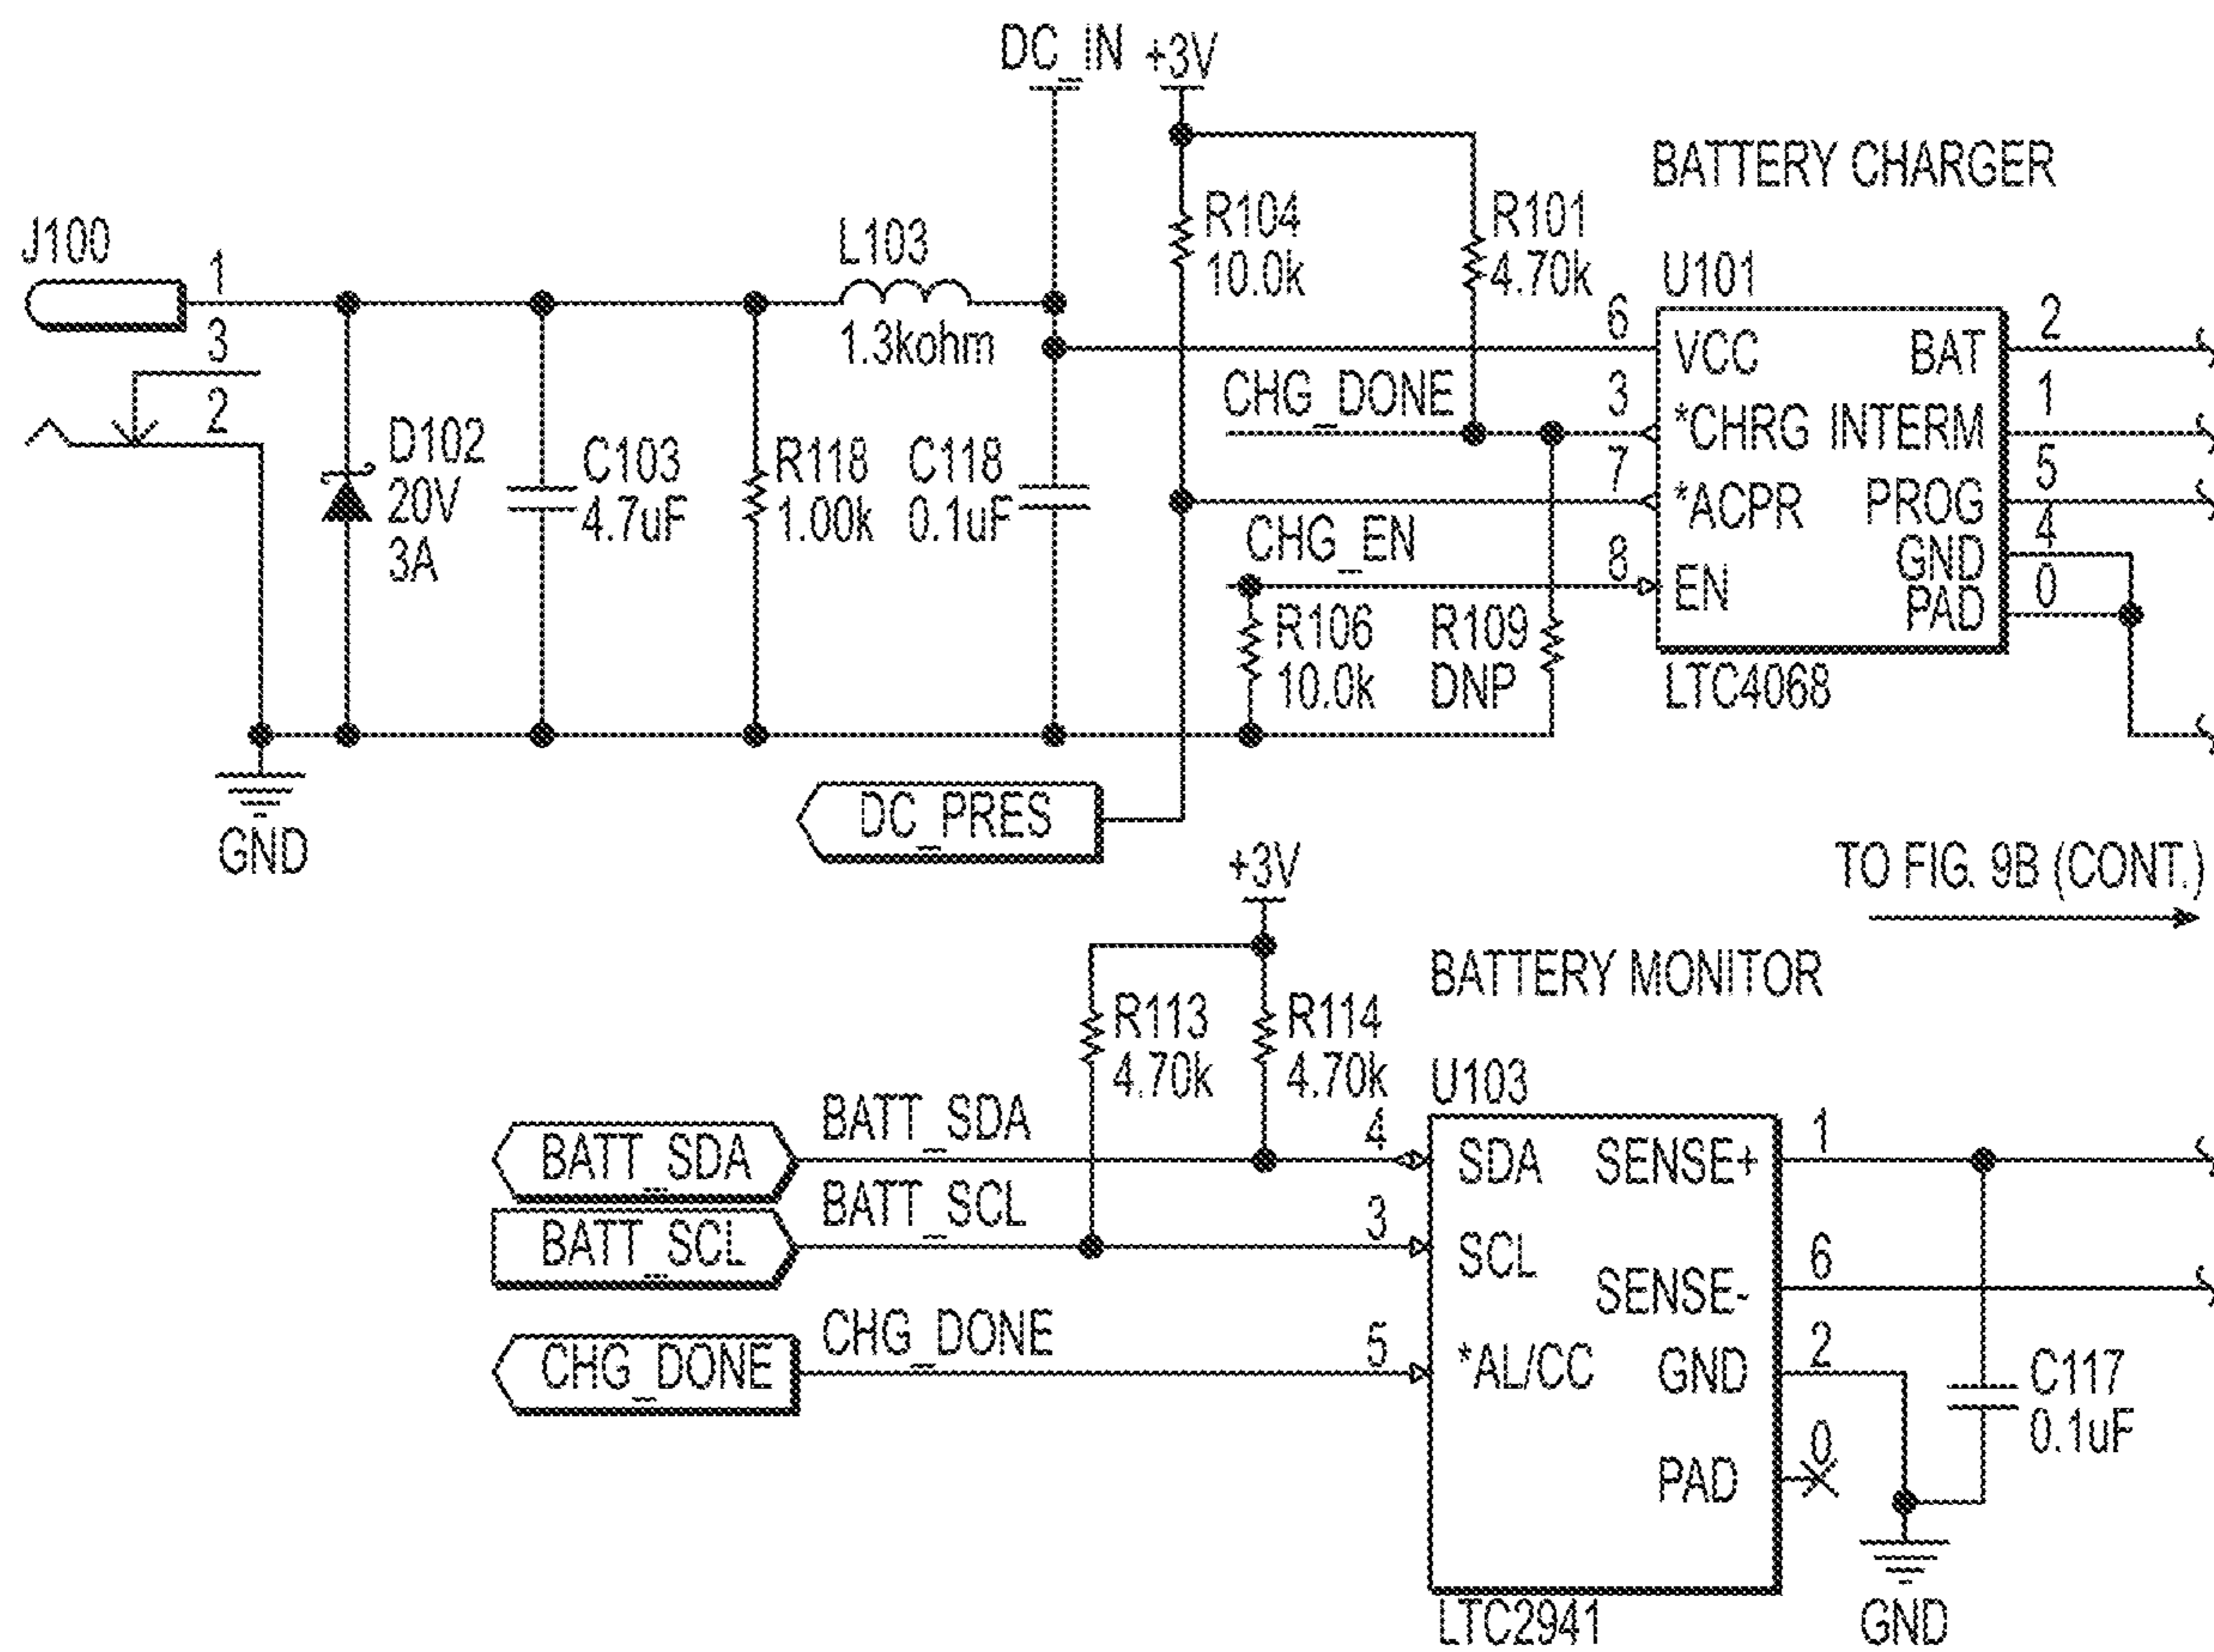 DC_IN
+3V
BATTERY CHARGER
J100
1
3
2
L103
1.3kohm
R104
10.0k
R101
4.70k
D102
20V
3A
C103
4.7uF
R118
1.00k
C118
0.1uF
CHG_DONE
CHG_EN
R106
10.0k
R109
DNP
U101
6
3
7
8
VCC
*CHRG
*ACPR
EN
BAT
INTERM
PROG
GND
PAD
2
1
5
4
0
LTC4068
GND
DC_PRES
TO FIG. 9B (CONT.)
+3V
BATTERY MONITOR
R113
4.70k
R114
4.70k
U103
BATT_SDA
BATT_SDA
4
BATT_SCL
BATT_SCL
3
CHG_DONE
CHG_DONE
5
SDA
SCL
*AL/CC
SENSE+
SENSE-
GND
PAD
1
6
2
0
C117
0.1uF
LTC2941
GND